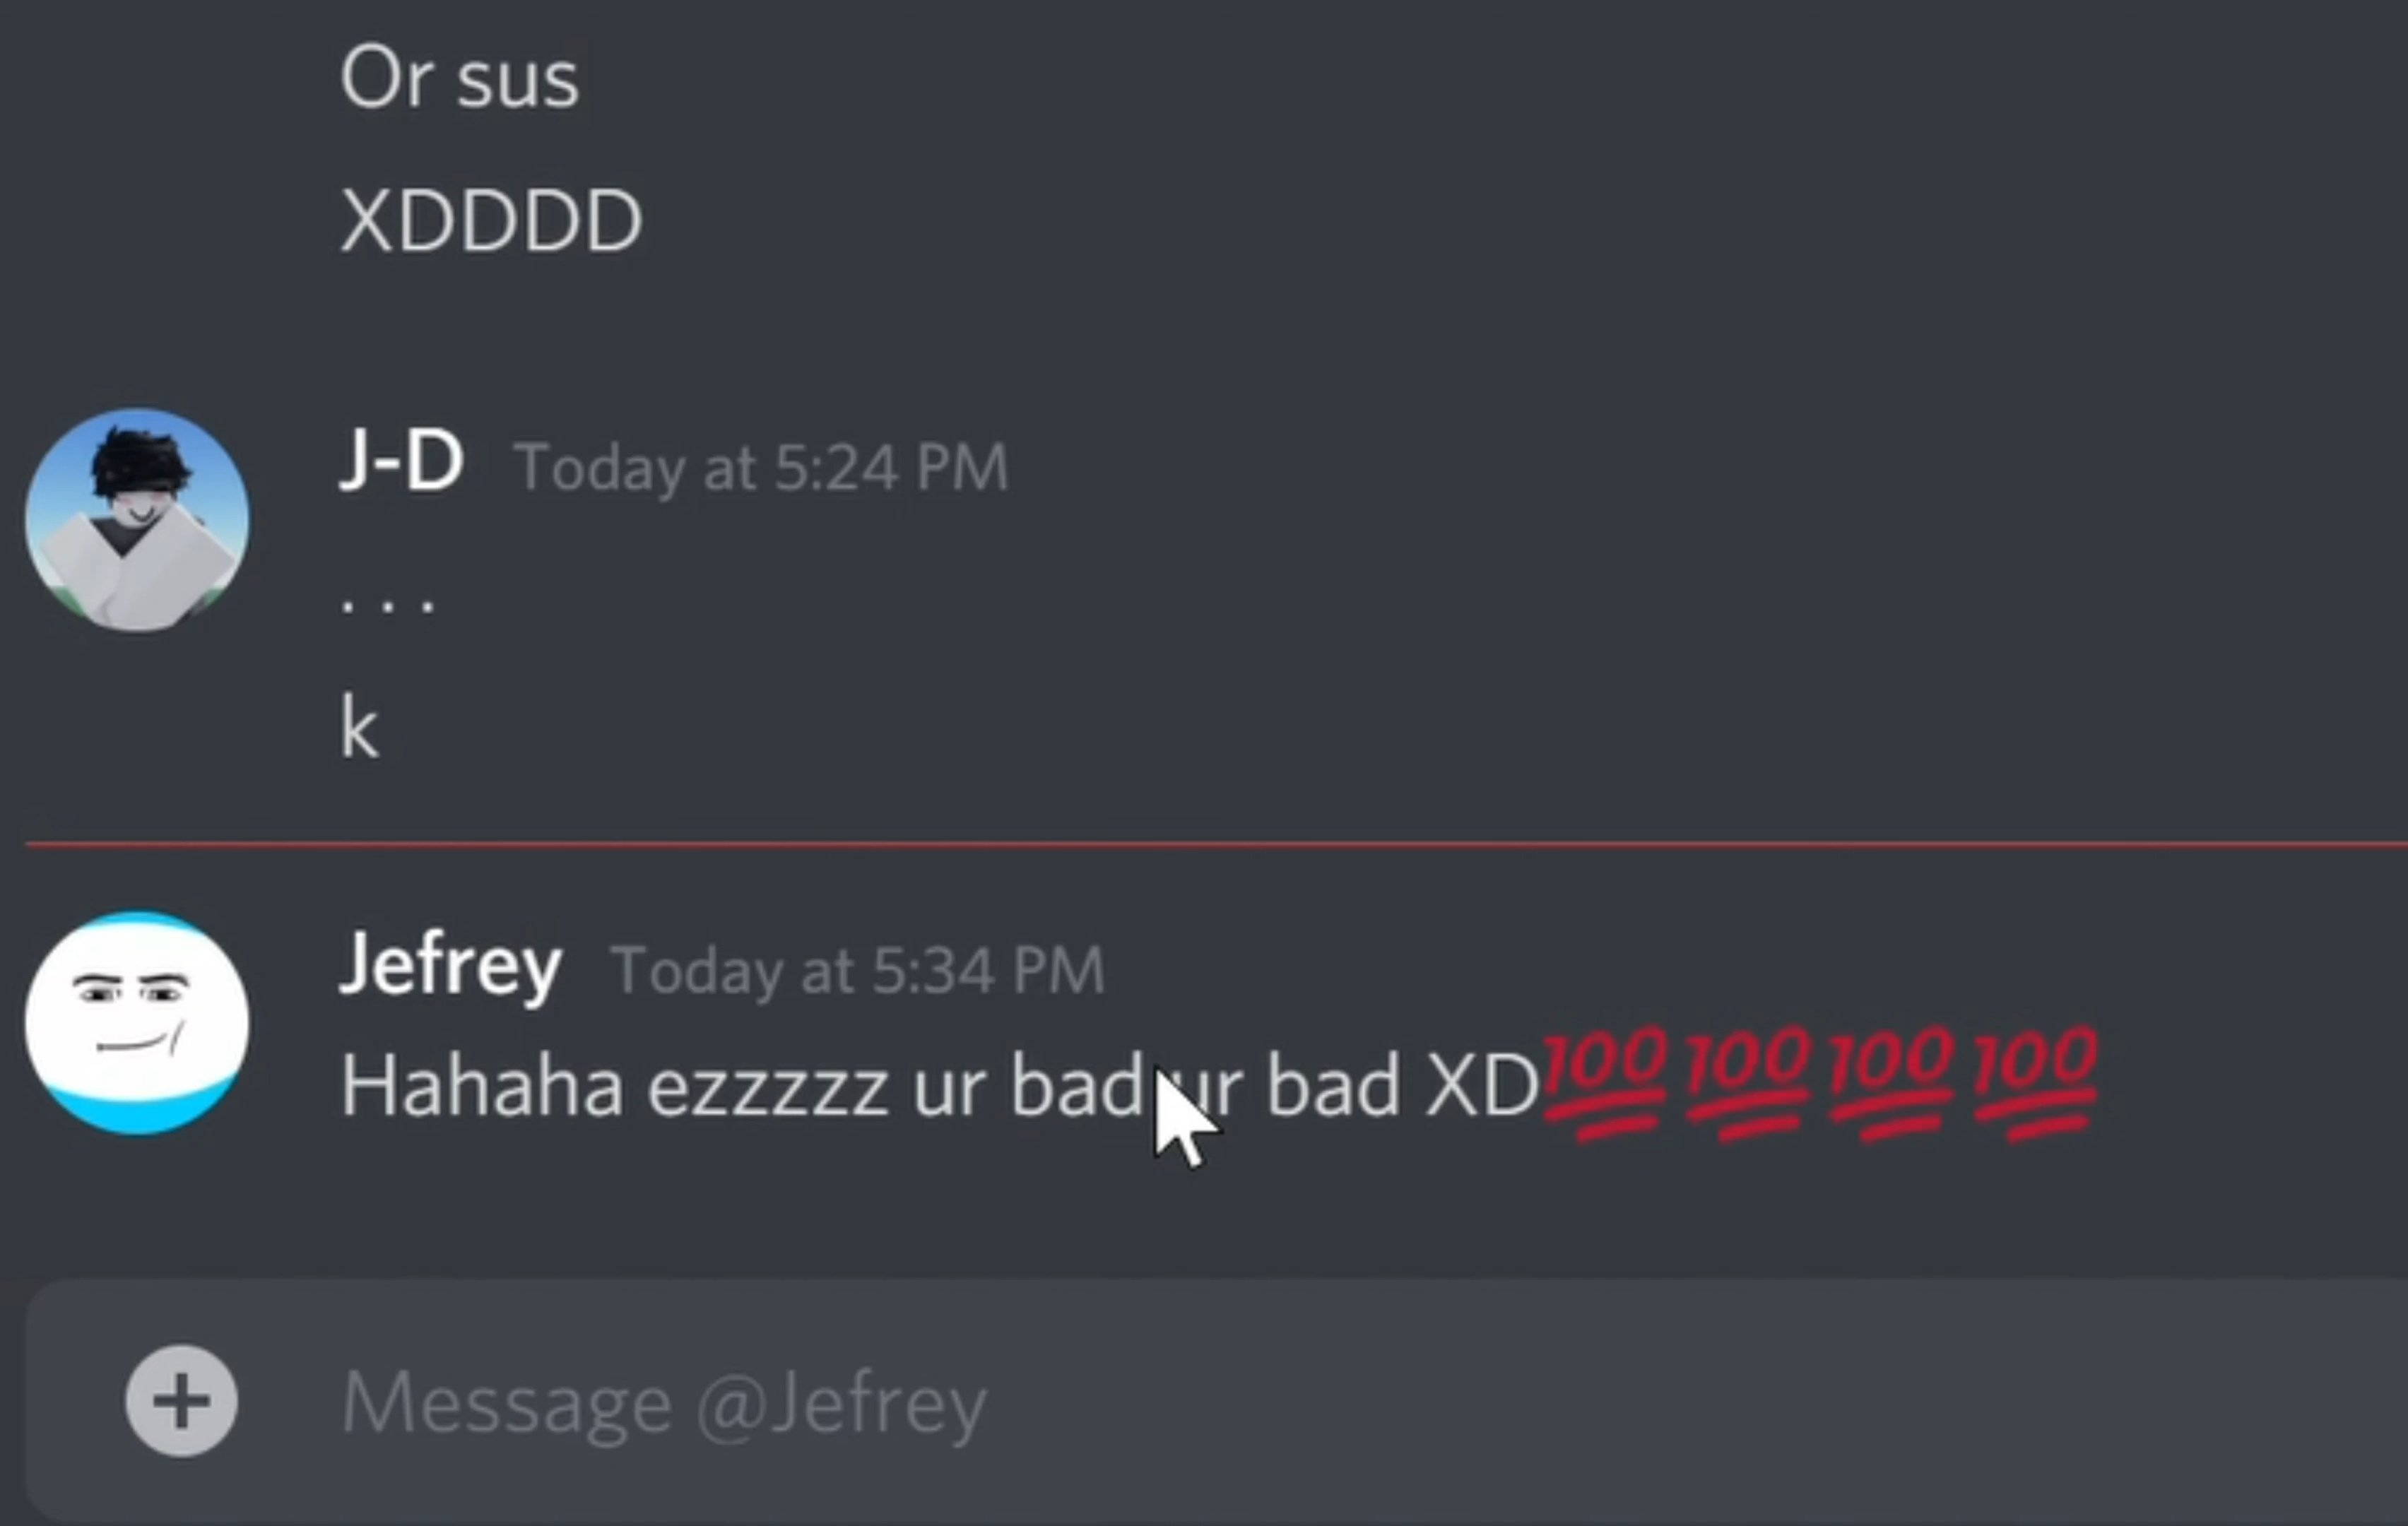 Or sus
XDDDD
J-D Today at 5:24 PM
. . .
k
Jefrey Today at 5:34 PM
Hahaha ezzzzz ur bad ur bad XD💯💯💯💯
Message @Jefrey